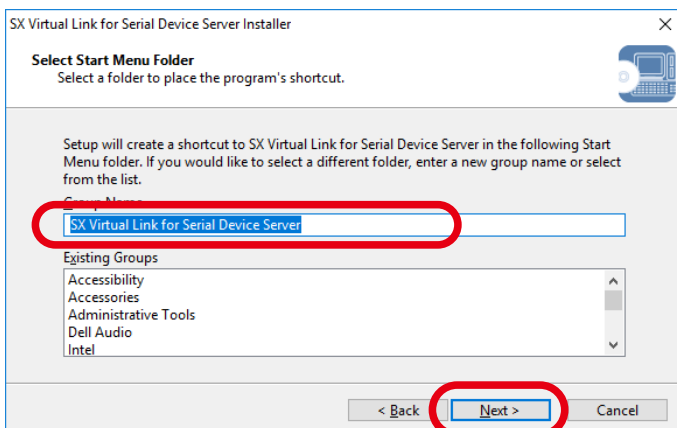 SX Virtual Link for Serial Device Server Installer
Select Start Menu Folder
Select a folder to place the program's shortcut.
Setup will create a shortcut to SX Virtual Link for Serial Device Server in the following Start
Menu folder. If you would like to select a different folder, enter a new group name or select
from the list.
Group Name
SX Virtual Link for Serial Device Server
Existing Groups
Accessibility
Accessories
Administrative Tools
Dell Audio
Intel
< Back
Next >
Cancel